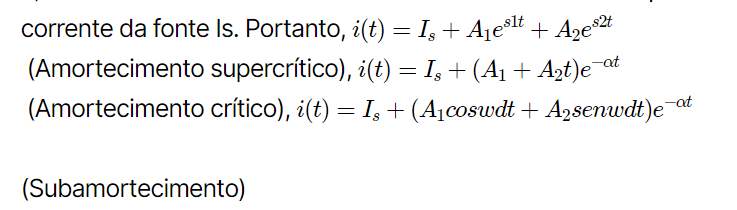 corrente da fonte Is. Portanto, i(t) = I_s + A_1e^{s1t} + A_2e^{s2t}
(Amortecimento supercrítico), i(t) = I_s + (A_1 + A_2t)e^{-αt}
(Amortecimento crítico), i(t) = I_s + (A_1coswdt + A_2senwdt)e^{-αt}
(Subamortecimento)